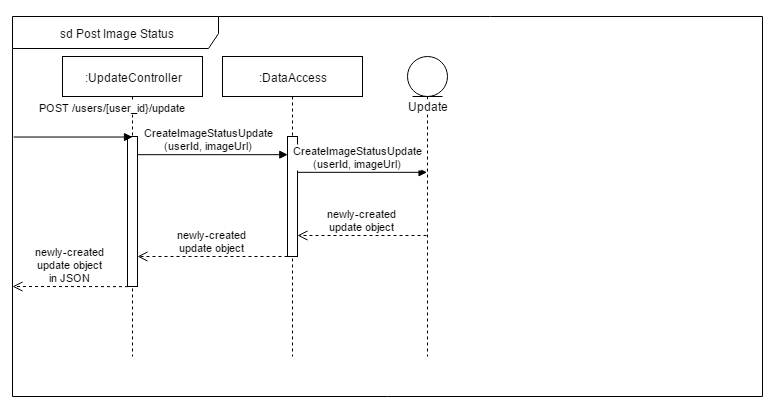 sd Post Image Status
:UpdateController
:DataAccess
Update
POST /users/[user_id}/update
CreateImageStatusUpdate
(userId, imageUrl)
CreateImageStatusUpdate
(userId, imageUrl)
newly-created
update object
newly-created
update object
newly-created
update object
in JSON